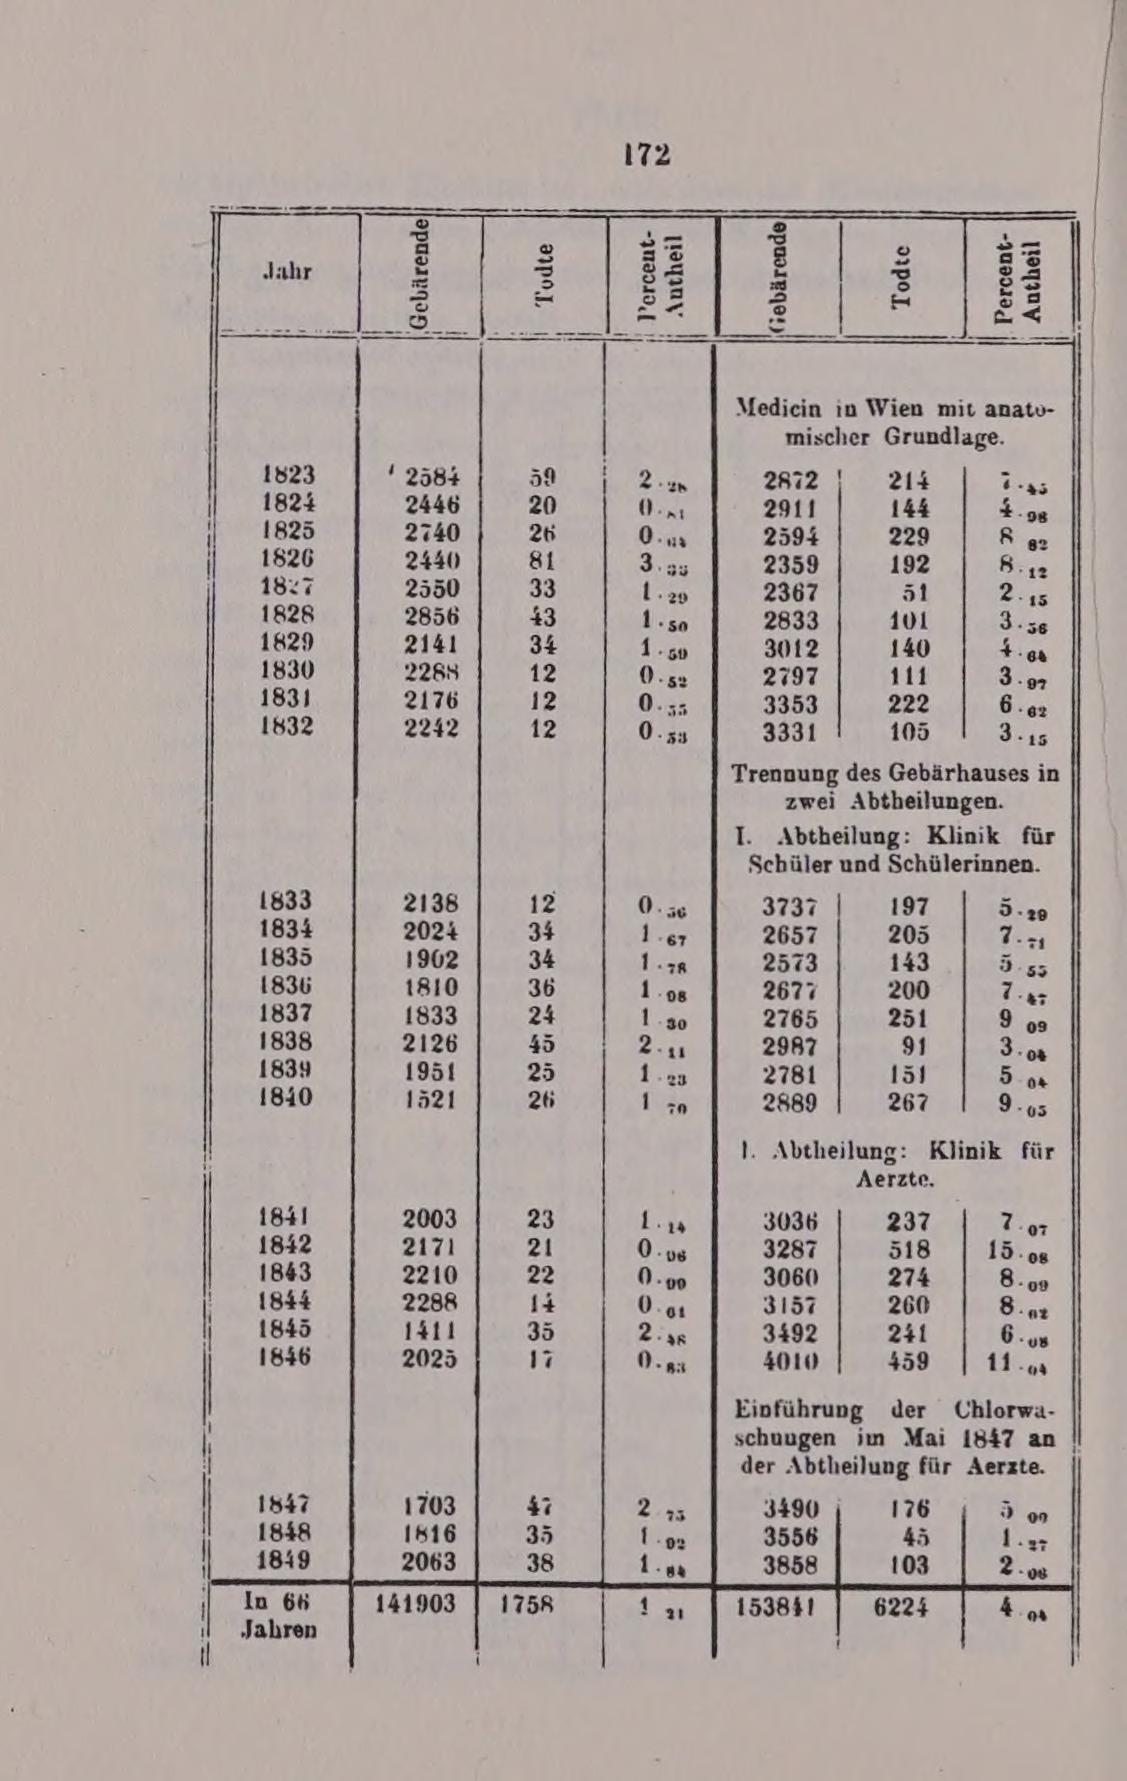 172
Jahr Gebärende Todte Percent-Antheil Gebärende Todte Percent-Antheil
Medicin in Wien mit anato-
mischer Grundlage.
1823 2584 59 2.28 2872 214 7.45
1824 2446 20 0.81 2911 144 4.98
1825 2740 26 0. 2594 229 8 82
1826 2440 81 3.33 2359 192 8.12
1827 2550 33 1.29 2367 51 2.15
1828 2856 43 1.50 2833 101 3.56
1829 2141 34 1.59 3012 140 4.64
1830 2288 12 0.52 2797 111 3.97
1831 2176 12 0.55 3353 222 6.62
1832 2242 12 0.53 3331 105 3.15
Trennung des Gebärhauses in
zwei Abtheilungen.
I. Abtheilung: Klinik für
Schüler und Schülerinnen.
1833 2138 12 0.56 3737 197 5.29
1834 2024 34 1.67 2657 205 7.71
1835 1902 34 1.78 2573 143 5.55
1836 1810 36 1.98 2677 200 7.47
1837 1833 24 1.30 2765 251 9 09
1838 2126 45 2.11 2987 91 3.04
1839 1951 25 1.23 2781 151 5 04
1840 1521 26 1 70 2889 267 9.05
I. Abtheilung: Klinik für
Aerzte.
1841 2003 23 1.14 3036 237 7.07
1842 2171 21 0.96 3287 518 15.08
1843 2210 22 0.99 3060 274 8.09
1844 2288 14 0.61 3157 260 8.02
1845 1411 35 2.48 3492 241 6.08
1846 2025 17 0.83 4010 459 11.04
Einführung der Chlorwa-
schuugen im Mai 1847 an
der Abtheilung für Aerzte.
1847 1703 47 2.75 3490 176 5 00
1848 1816 35 1.92 3556 45 1.27
1849 2063 38 1.84 3858 103 2.06
In 66 141903 1758 1 21 153841 6224 4.04
Jahren